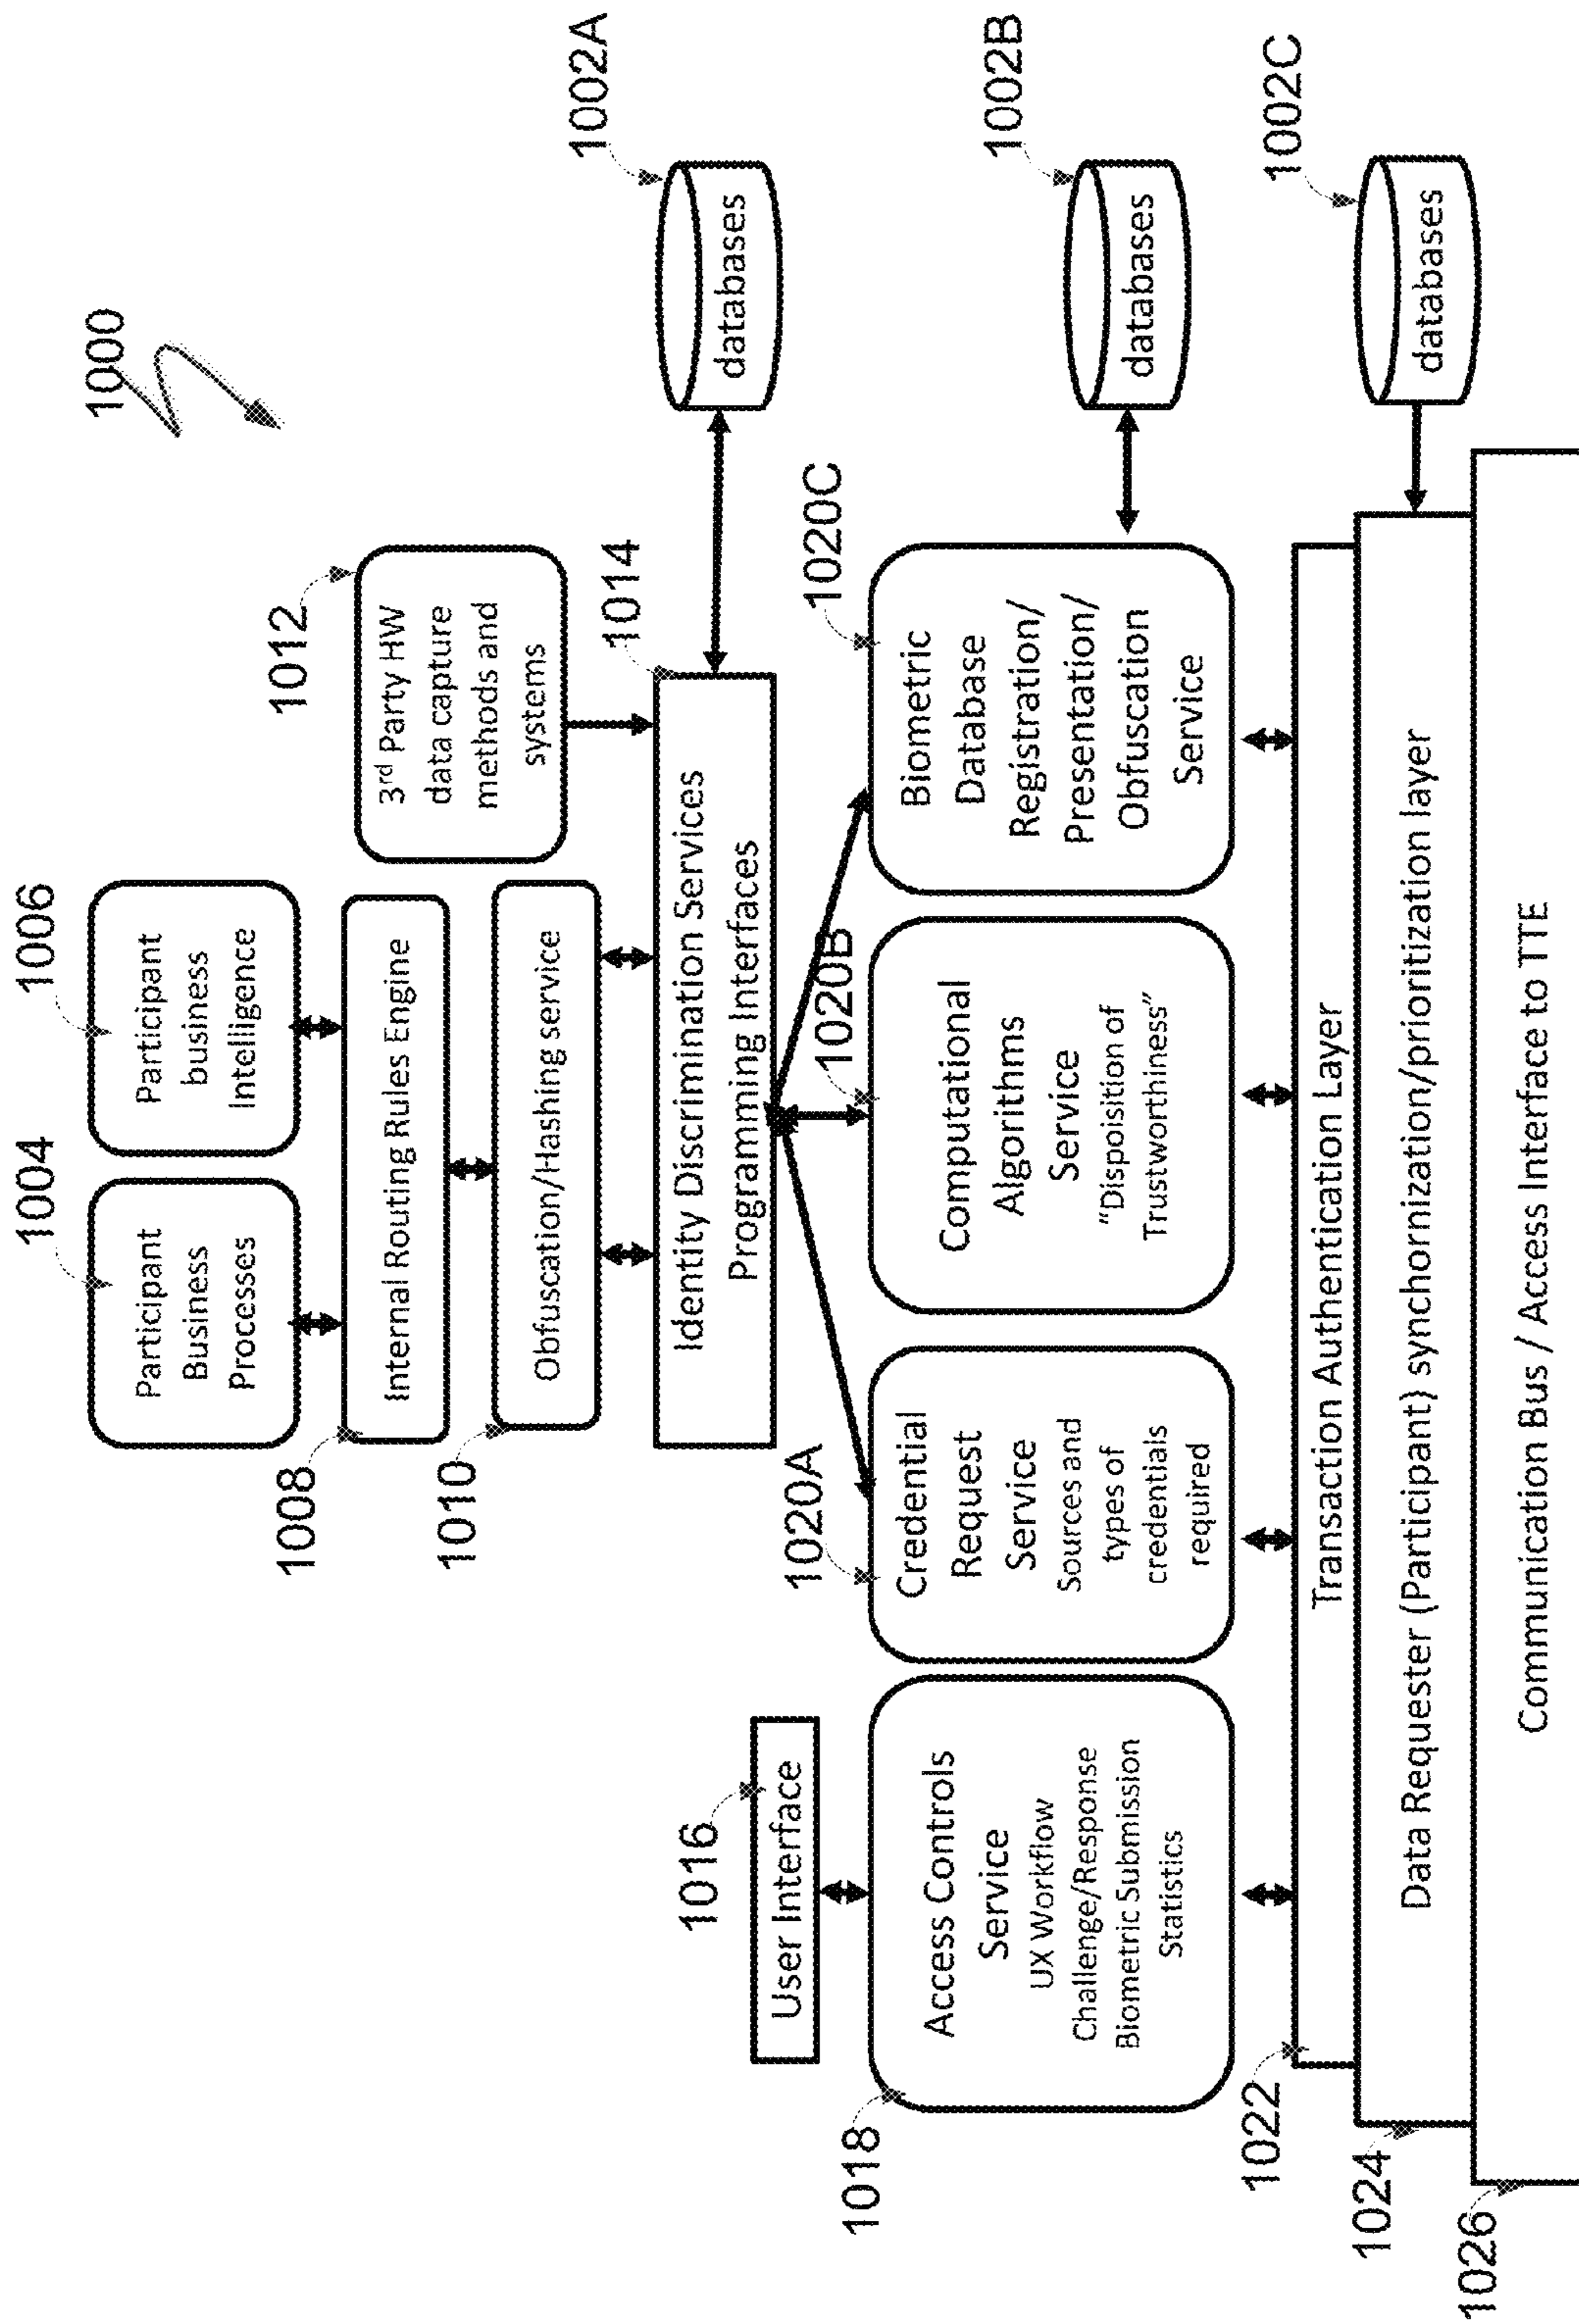 1000
1004
1006
Participant
Business
Processes
Participant
business
Intelligence
1008
Internal Routing Rules Engine
1012
3rd Party HW
data capture
methods and
systems
1010
Obfuscation/Hashing service
1014
Identity Discrimination Services
Programming Interfaces
1002A
databases
1016
User Interface
1018
Access Controls
Service
UX Workflow
Challenge/Response
Biometric Submission
Statistics
1020A
Credential
Request
Service
Sources and
types of
credentials
required
1020B
Computational
Algorithms
Service
"Dispoisition of
Trustworthiness"
1020C
Biometric
Database
Registration/
Presentation/
Obfuscation
Service
1002B
databases
1022
Transaction Authentication Layer
1024
Data Requester (Participant) synchornization/prioritization layer
1002C
databases
1026
Communication Bus / Access Interface to TTE